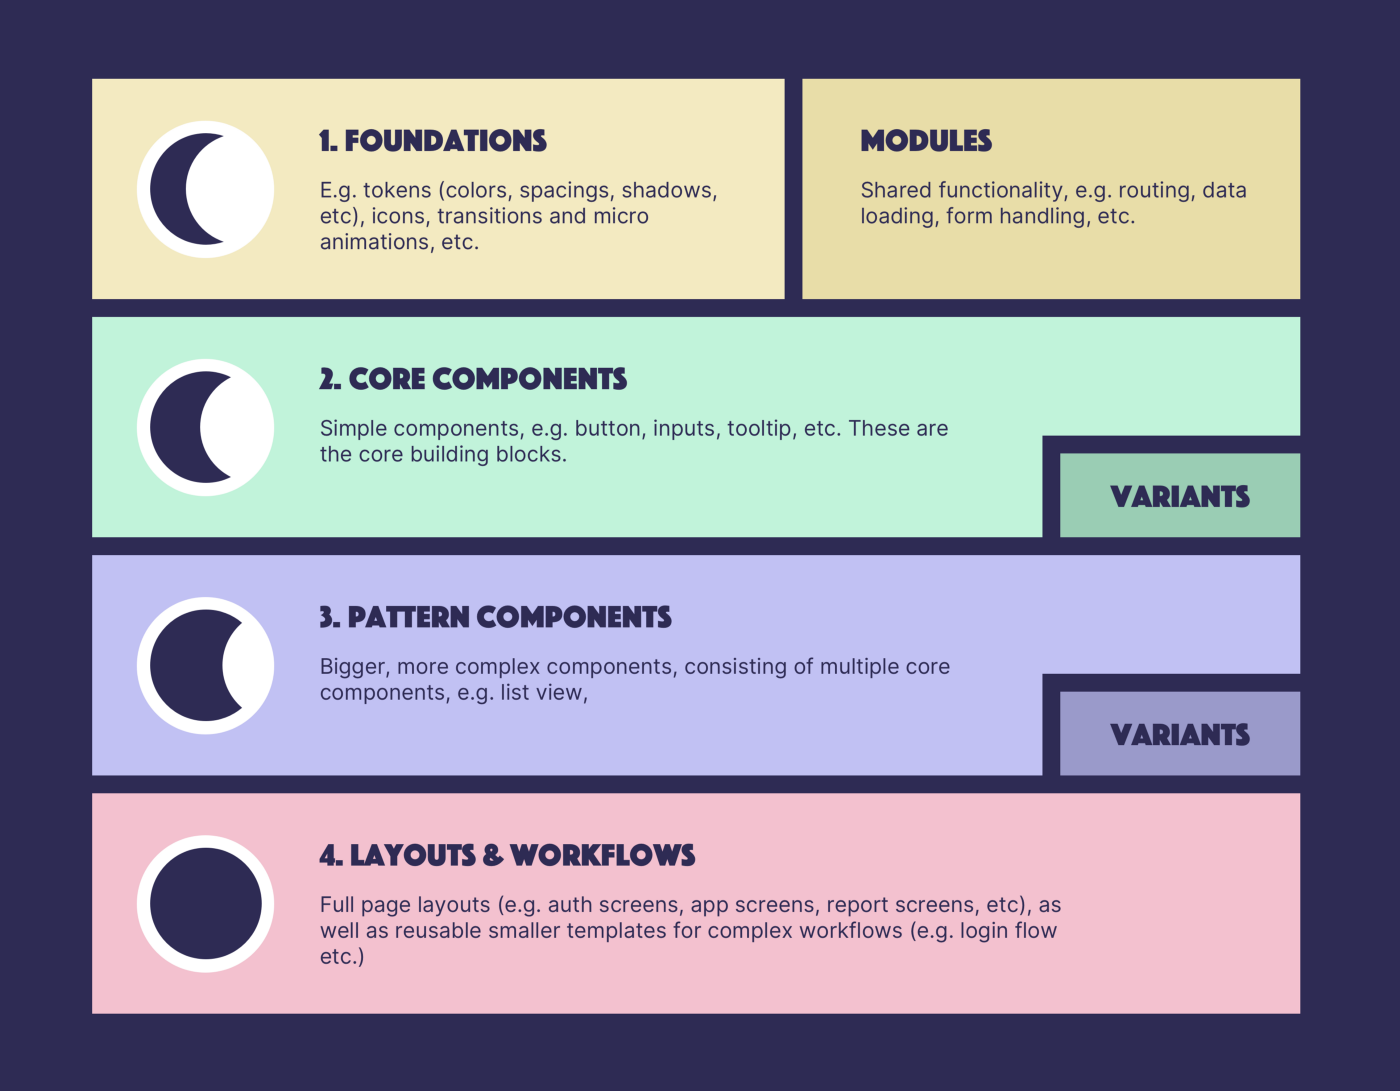 1. FOUNDATIONS
E.g. tokens (colors, spacings, shadows,
etc), icons, transitions and micro
animations, etc.
MODULES
Shared functionality, e.g. routing, data
loading, form handling, etc.
2. CORE COMPONENTS
Simple components, e.g. button, inputs, tooltip, etc. These are
the core building blocks.
VARIANTS
3. PATTERN COMPONENTS
Bigger, more complex components, consisting of multiple core
components, e.g. list view,
VARIANTS
4. LAYOUTS & WORKFLOWS
Full page layouts (e.g. auth screens, app screens, report screens, etc), as
well as reusable smaller templates for complex workflows (e.g. login flow
etc.)